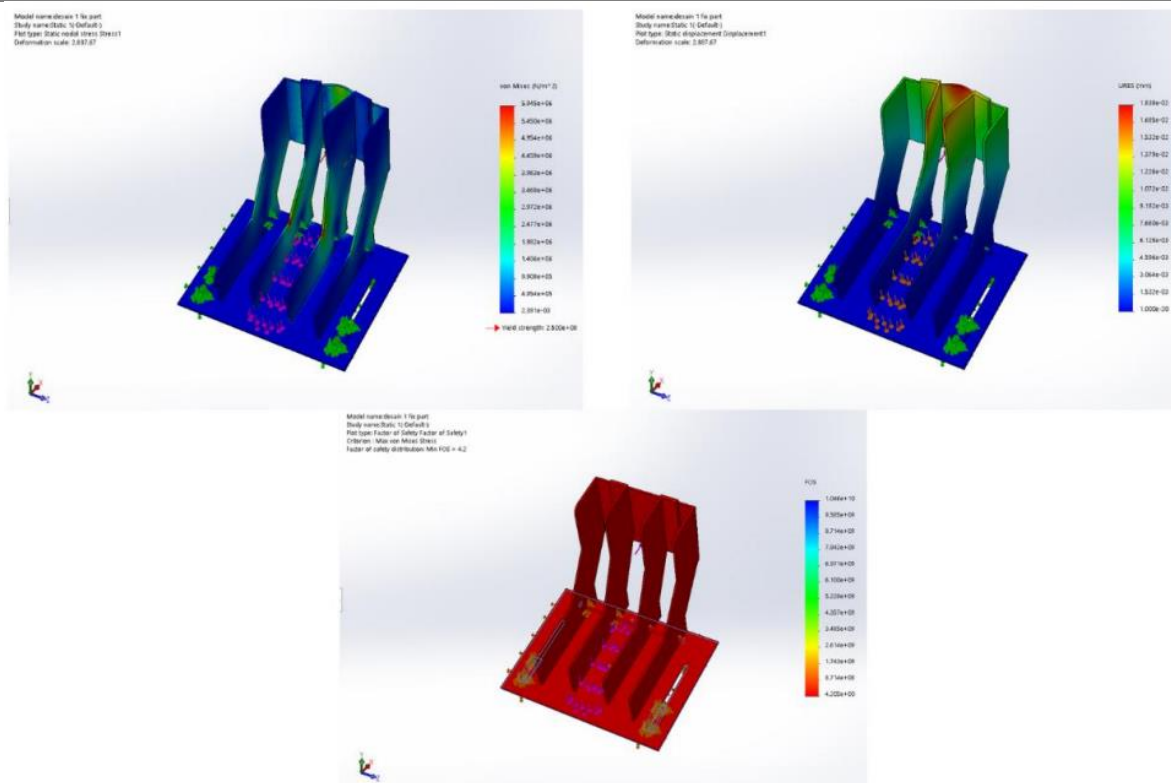 Model name:desain 1 fix part
Study name:Static 1(-Default-)
Plot type: Static nodal stress Stress1
Deformation scale: 2.887,67
von Mises (N/m^2)
5.945e+06
5.450e+06
4.954e+06
4.459e+06
3.963e+06
3.468e+06
2.972e+06
2.477e+06
1.982e+06
1.486e+06
9.909e+05
4.954e+05
Yield strength:
Model name:desain 1 fix part
Study name:Static 1(-Default-)
Plot type: Static displacement Displacement1
Deformation scale: 2.887,67
URES (mm)
1.838e-02
1.685e-02
1.532e-02
1.379e-02
1.226e-02
1.072e-02
9.192e-03
7.660e-03
6.128e-03
4.596e-03
3.064e-03
1.532e-03
1.000e-30
Model name:desain 1 fix part
Study name:Static 1(-Default-)
Plot type: Factor of Safety Factor of Safety1
Criterion : Max von Mises Stress
Factor of safety distribution: Min FOS = 4.2
FOS
1.046e+10
9.585e+09
8.714e+09
7.842e+09
6.971e+09
6.100e+09
5.228e+09
4.357e+09
3.485e+09
2.614e+09
1.743e+09
8.714e+08
4.205e+00